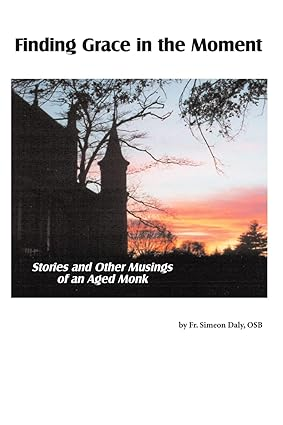 Finding Grace in the Moment
Stories and Other Musings
of an Aged Monk
by Fr. Simeon Daly, OSB